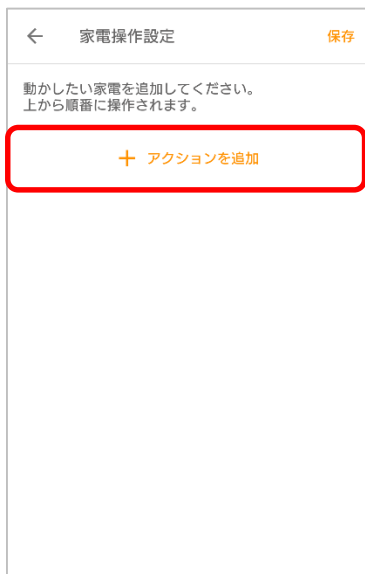 家電操作設定 保存
動かしたい家電を追加してください。
上から順番に操作されます。
アクションを追加